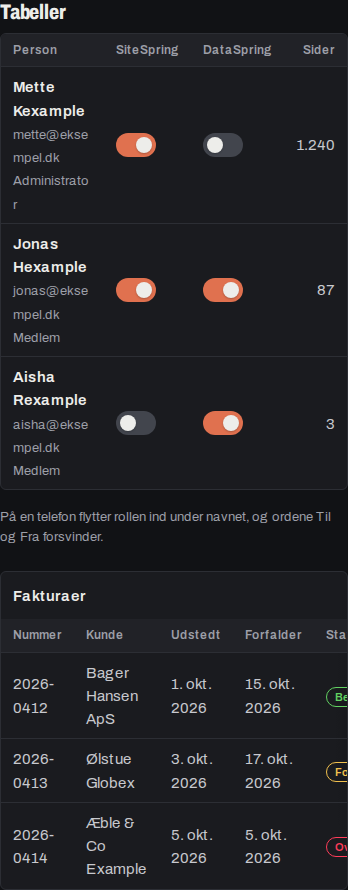 Tabeller
Person SiteSpring DataSpring Sider
Mette
Kexample
mette@ekse
mpel.dk
Administrato
r
1.240
Jonas
Hexample
jonas@ekse
mpel.dk
Medlem
87
Aisha
Rexample
aisha@ekse
mpel.dk
Medlem
3
På en telefon flytter rollen ind under navnet, og ordene Til
og Fra forsvinder.
Fakturaer
Nummer Kunde Udstedt Forfalder Sta
2026-
0412
Bager
Hansen
ApS
1. okt.
2026
15. okt.
2026
Be
2026-
0413
Ølstue
Globex
3. okt.
2026
17. okt.
2026
Fo
2026-
0414
Æble &
Co
Example
5. okt.
2026
5. okt.
2026
Ov